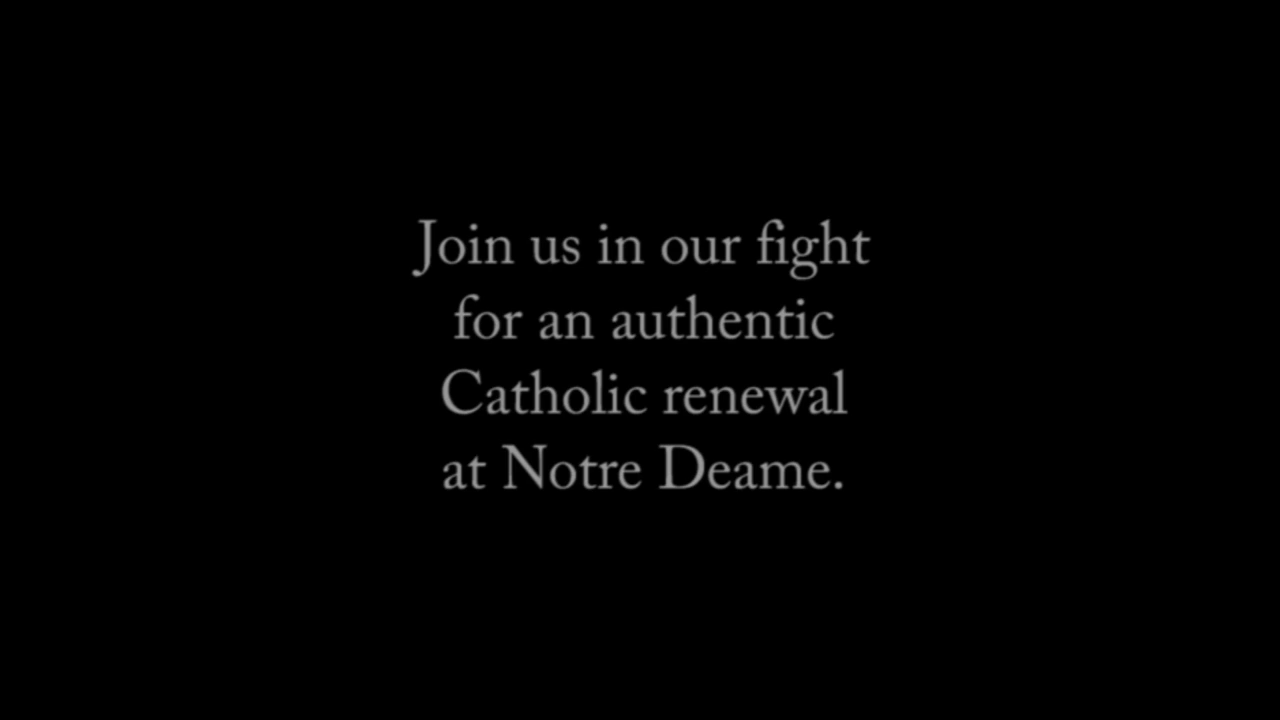 Join us in our fight
for an authentic
Catholic renewal
at Notre Deame.